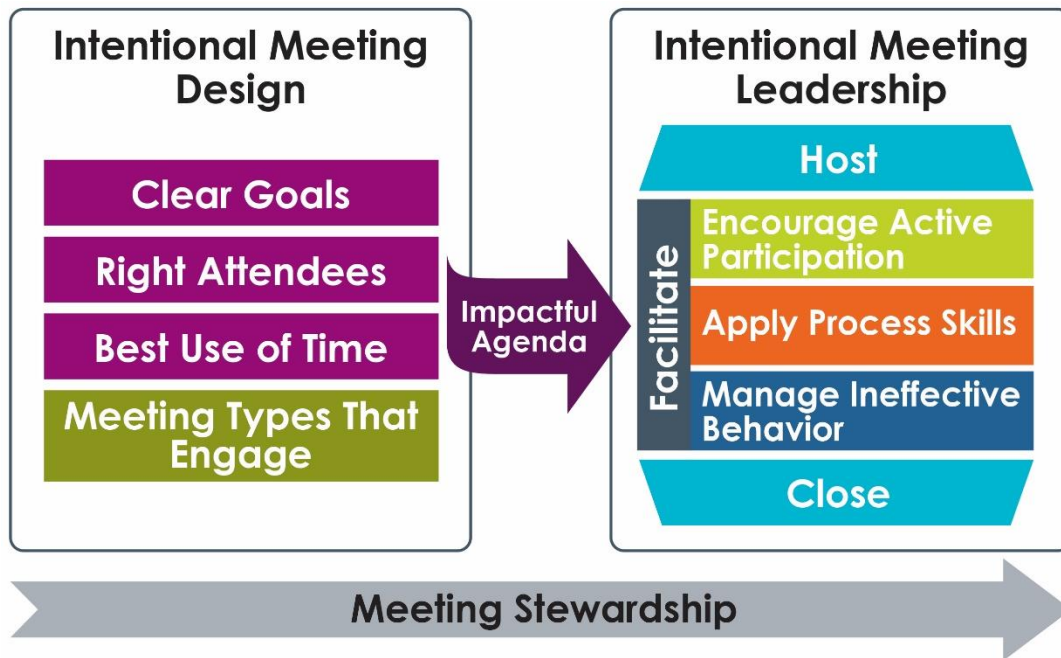 Intentional Meeting
Design
Clear Goals
Right Attendees
Best Use of Time
Meeting Types That
Engage
Impactful
Agenda
Intentional Meeting
Leadership
Host
Facilitate
Encourage Active
Participation
Apply Process Skills
Manage Ineffective
Behavior
Close
Meeting Stewardship